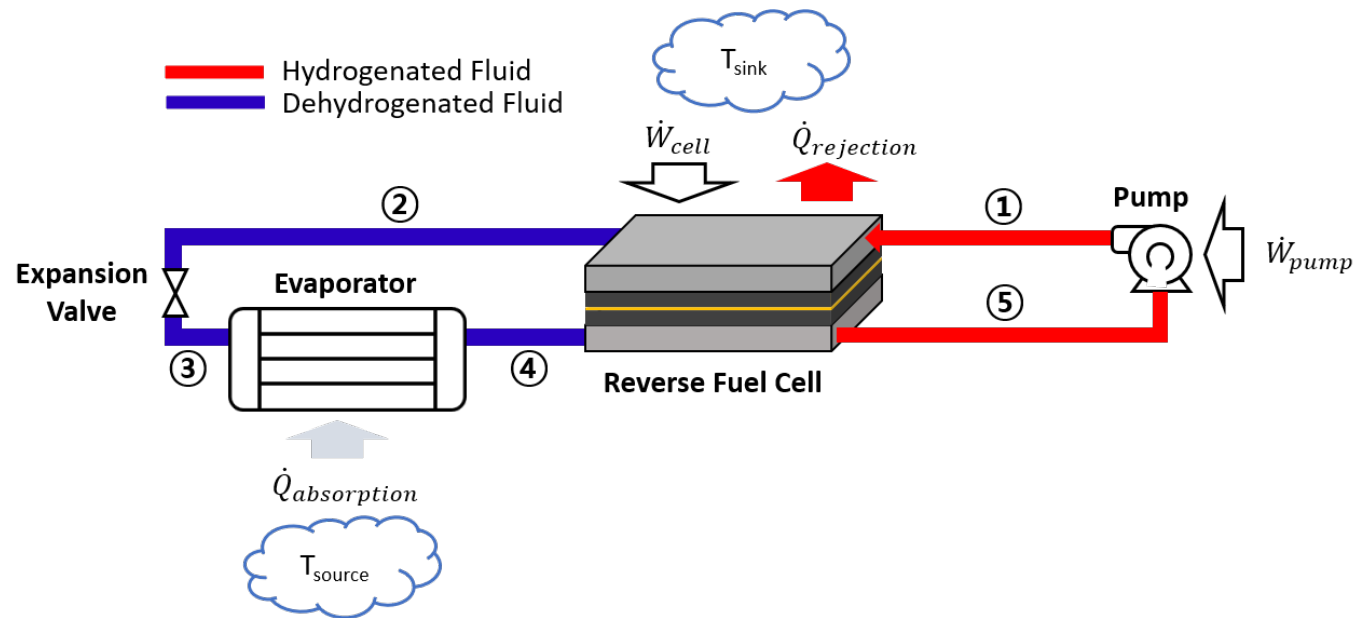 T_sink
Hydrogenated Fluid
Dehydrogenated Fluid
Ẇ_cell
Q̇_rejection
②
①
Pump
Expansion
Valve
Evaporator
Ẇ_pump
⑤
③
④
Reverse Fuel Cell
Q̇_absorption
T_source